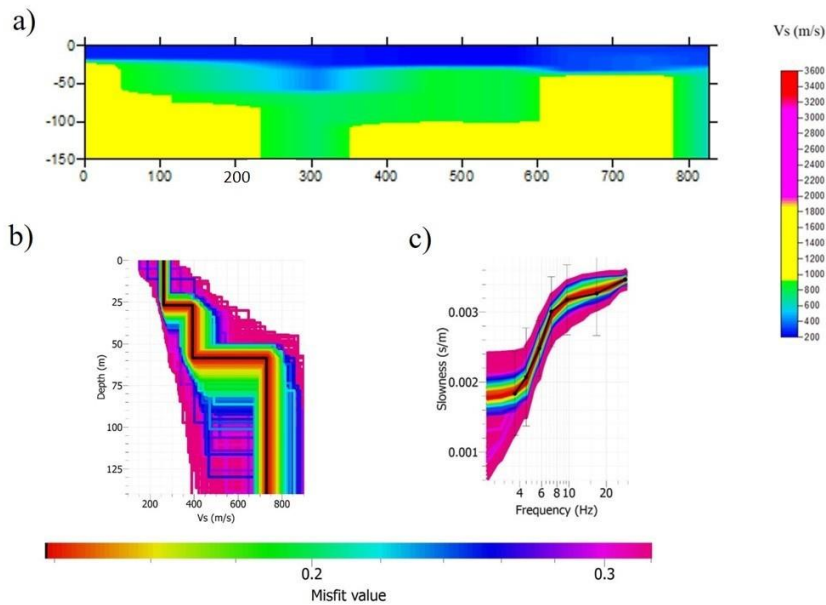 a)
Vs (m/s)
0
-50
-100
-150
0 100 200 300 400 500 600 700 800
3600
3400
3200
3000
2800
2600
2400
2200
2000
1800
1600
1400
1200
1000
800
600
400
200
b)
0
25
50
75
100
125
Depth (m)
200 400 600 800
Vs (m/s)
c)
0.003
0.002
0.001
Slowness (s/m)
4 6 8 10 20
Frequency (Hz)
0.2 0.3
Misfit value